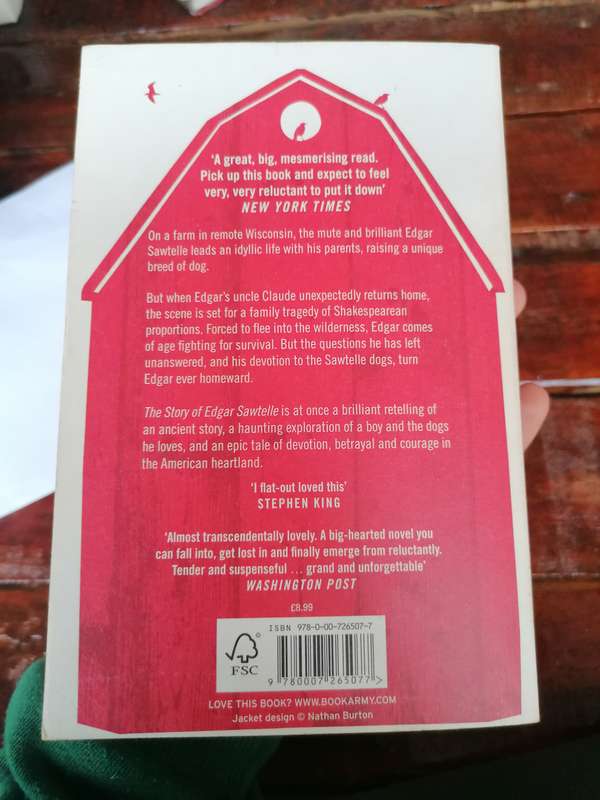 ‘A great, big, mesmerising read.
Pick up this book and expect to feel
very, very reluctant to put it down’
NEW YORK TIMES
On a farm in remote Wisconsin, the mute and brilliant Edgar
Sawtelle leads an idyllic life with his parents, raising a unique
breed of dog.
But when Edgar’s uncle Claude unexpectedly returns home,
the scene is set for a family tragedy of Shakespearean
proportions. Forced to flee into the wilderness, Edgar comes
of age fighting for survival. But the questions he has left
unanswered, and his devotion to the Sawtelle dogs, turn
Edgar ever homeward.
The Story of Edgar Sawtelle is at once a brilliant retelling of
an ancient story, a haunting exploration of a boy and the dogs
he loves, and an epic tale of devotion, betrayal and courage in
the American heartland.
‘I flat-out loved this’
STEPHEN KING
‘Almost transcendentally lovely. A big-hearted novel you
can fall into, get lost in and finally emerge from reluctantly.
Tender and suspenseful ... grand and unforgettable’
WASHINGTON POST
£8.99
ISBN 978-0-00-726507-7
FSC
9 780007 265077 >
LOVE THIS BOOK? WWW.BOOKARMY.COM
Jacket design © Nathan Burton